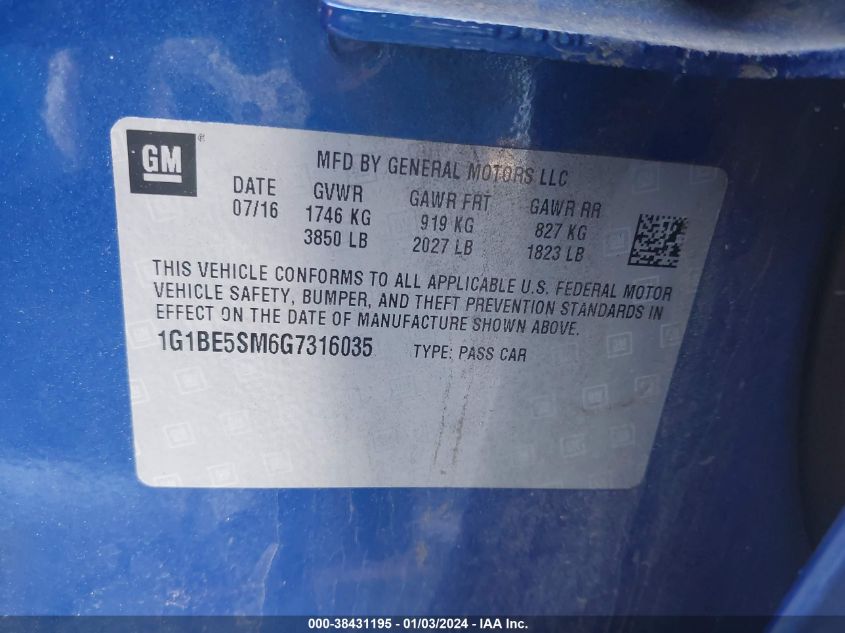 GM
®
MFD BY GENERAL MOTORS LLC
DATE GVWR GAWR FRT GAWR RR
07/16 1746 KG 919 KG 827 KG
3850 LB 2027 LB 1823 LB
THIS VEHICLE CONFORMS TO ALL APPLICABLE U.S. FEDERAL MOTOR
VEHICLE SAFETY, BUMPER, AND THEFT PREVENTION STANDARDS IN
EFFECT ON THE DATE OF MANUFACTURE SHOWN ABOVE.
1G1BE5SM6G7316035 TYPE: PASS CAR
000-38431195 - 01/03/2024 - IAA Inc.